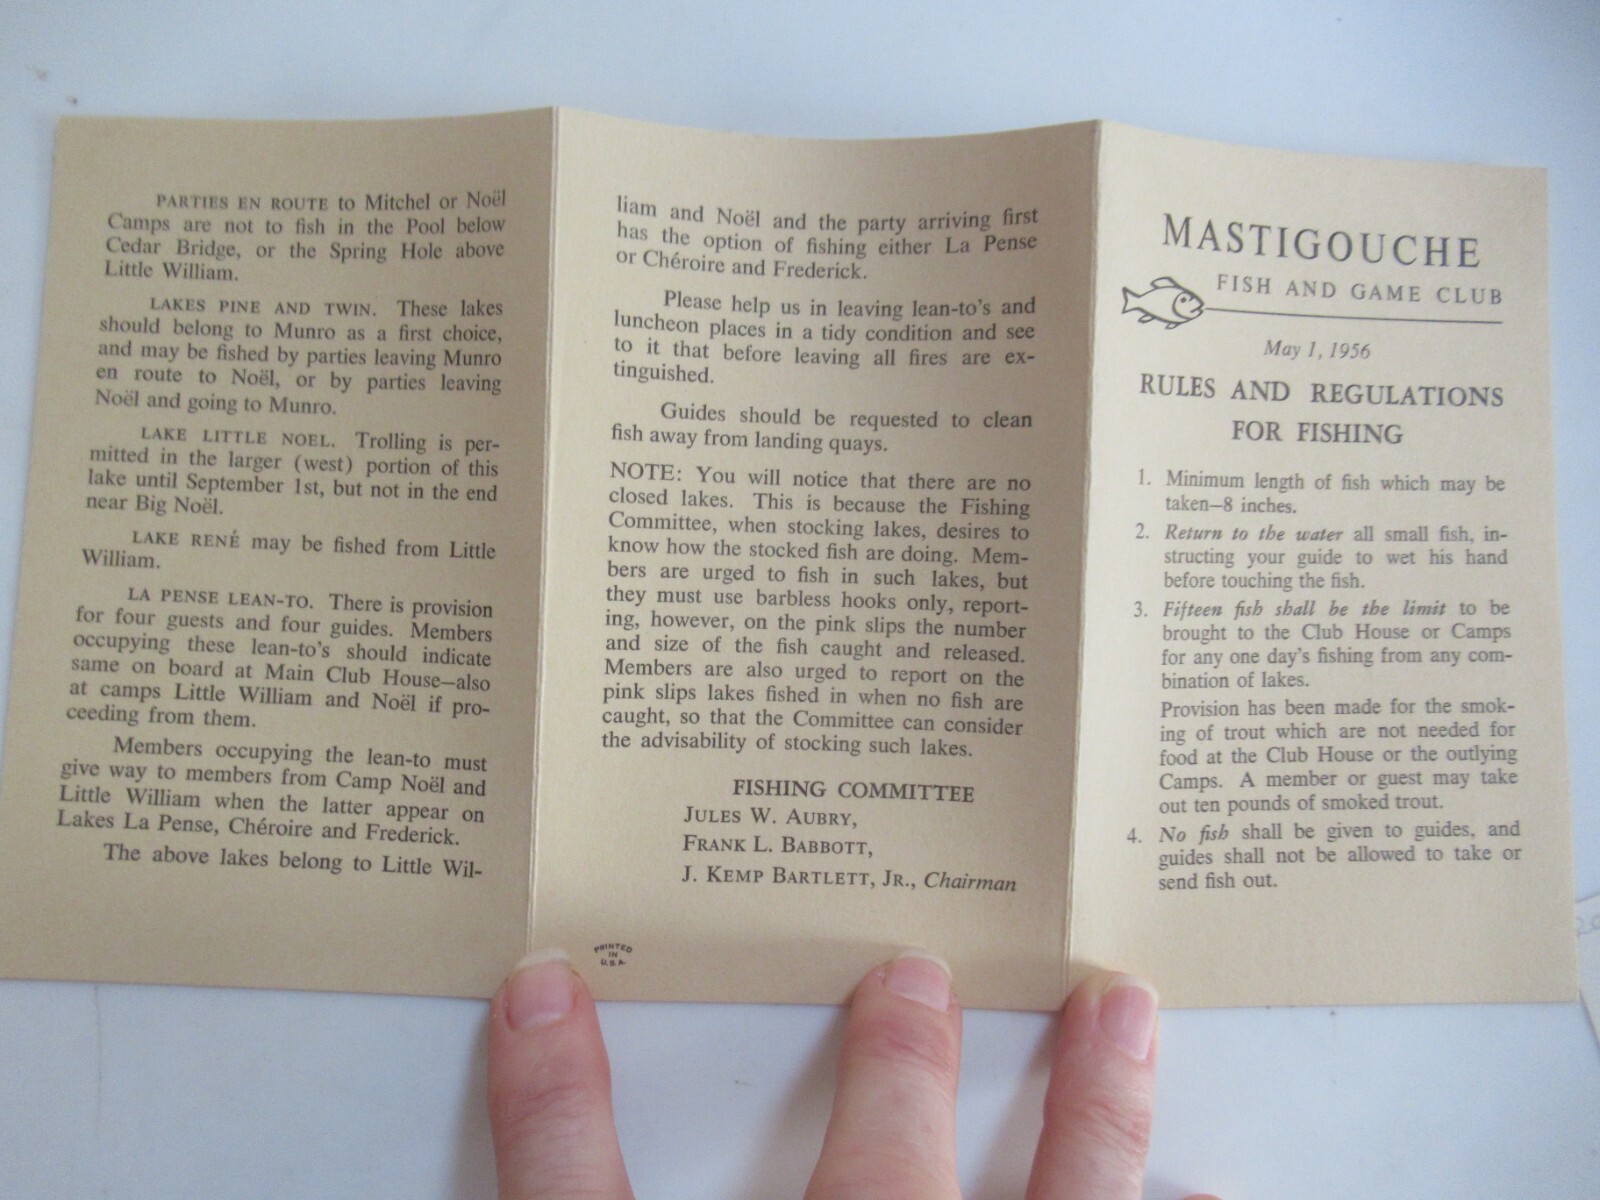 PARTIES EN ROUTE to Mitchel or Noël
Camps are not to fish in the Pool below
Cedar Bridge, or the Spring Hole above
Little William.
LAKES PINE AND TWIN. These lakes
should belong to Munro as a first choice,
and may be fished by parties leaving Munro
en route to Noël, or by parties leaving
Noël and going to Munro.
LAKE LITTLE NOEL. Trolling is per-
mitted in the larger (west) portion of this
lake until September 1st, but not in the end
near Big Noël.
LAKE RENÉ may be fished from Little
William.
LA PENSE LEAN-TO. There is provision
for four guests and four guides. Members
occupying these lean-to's should indicate
same on board at Main Club House—also
at camps Little William and Noël if pro-
ceeding from them.
Members occupying the lean-to must
give way to members from Camp Noël and
Little William when the latter appear on
Lakes La Pense, Chéroire and Frederick.
The above lakes belong to Little Wil-
liam and Noël and the party arriving first
has the option of fishing either La Pense
or Chéroire and Frederick.
Please help us in leaving lean-to's and
luncheon places in a tidy condition and see
to it that before leaving all fires are ex-
tinguished.
Guides should be requested to clean
fish away from landing quays.
NOTE: You will notice that there are no
closed lakes. This is because the Fishing
Committee, when stocking lakes, desires to
know how the stocked fish are doing. Mem-
bers are urged to fish in such lakes, but
they must use barbless hooks only, report-
ing, however, on the pink slips the number
and size of the fish caught and released.
Members are also urged to report on the
pink slips lakes fished in when no fish are
caught, so that the Committee can consider
the advisability of stocking such lakes.
FISHING COMMITTEE
JULES W. AUBRY,
FRANK L. BABBOTT,
J. KEMP BARTLETT, JR., Chairman
PRINTED
IN
U.S.A.
MASTIGOUCHE
FISH AND GAME CLUB
May 1, 1956
RULES AND REGULATIONS
FOR FISHING
1. Minimum length of fish which may be
taken—8 inches.
2. Return to the water all small fish, in-
structing your guide to wet his hand
before touching the fish.
3. Fifteen fish shall be the limit to be
brought to the Club House or Camps
for any one day's fishing from any com-
bination of lakes.
Provision has been made for the smok-
ing of trout which are not needed for
food at the Club House or the outlying
Camps. A member or guest may take
out ten pounds of smoked trout.
4. No fish shall be given to guides, and
guides shall not be allowed to take or
send fish out.